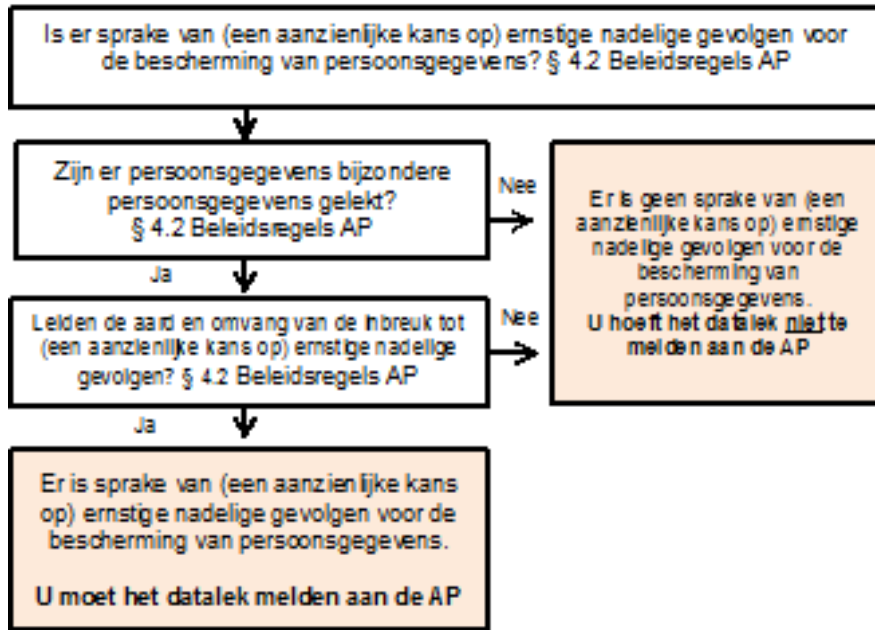 Is er sprake van (een aanzienlijke kans op) ernstige nadelige gevolgen voor
de bescherming van persoonsgegevens? § 4.2 Beleidsregels AP
Zijn er persoonsgegevens bijzondere
persoonsgegevens gelekt?
§ 4.2 Beleidsregels AP
Nee
Er is geen sprake van (een
aanzienlijke kans op) ernstige
nadelige gevolgen voor de
bescherming van
persoonsgegevens.
U hoeft het datalek niet te
melden aan de AP
Ja
Leiden de aard en omvang van de inbreuk tot
(een aanzienlijke kans op) ernstige nadelige
gevolgen? § 4.2 Beleidsregels AP
Nee
Ja
Er is sprake van (een aanzienlijke kans
op) ernstige nadelige gevolgen voor de
bescherming van persoonsgegevens.
U moet het datalek melden aan de AP